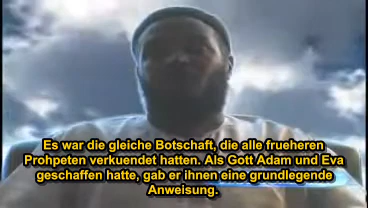 Es war die gleiche Botschaft, die alle frueheren
Prohpeten verkuendet hatten. Als Gott Adam und Eva
geschaffen hatte, gab er ihnen eine grundlegende
Anweisung.